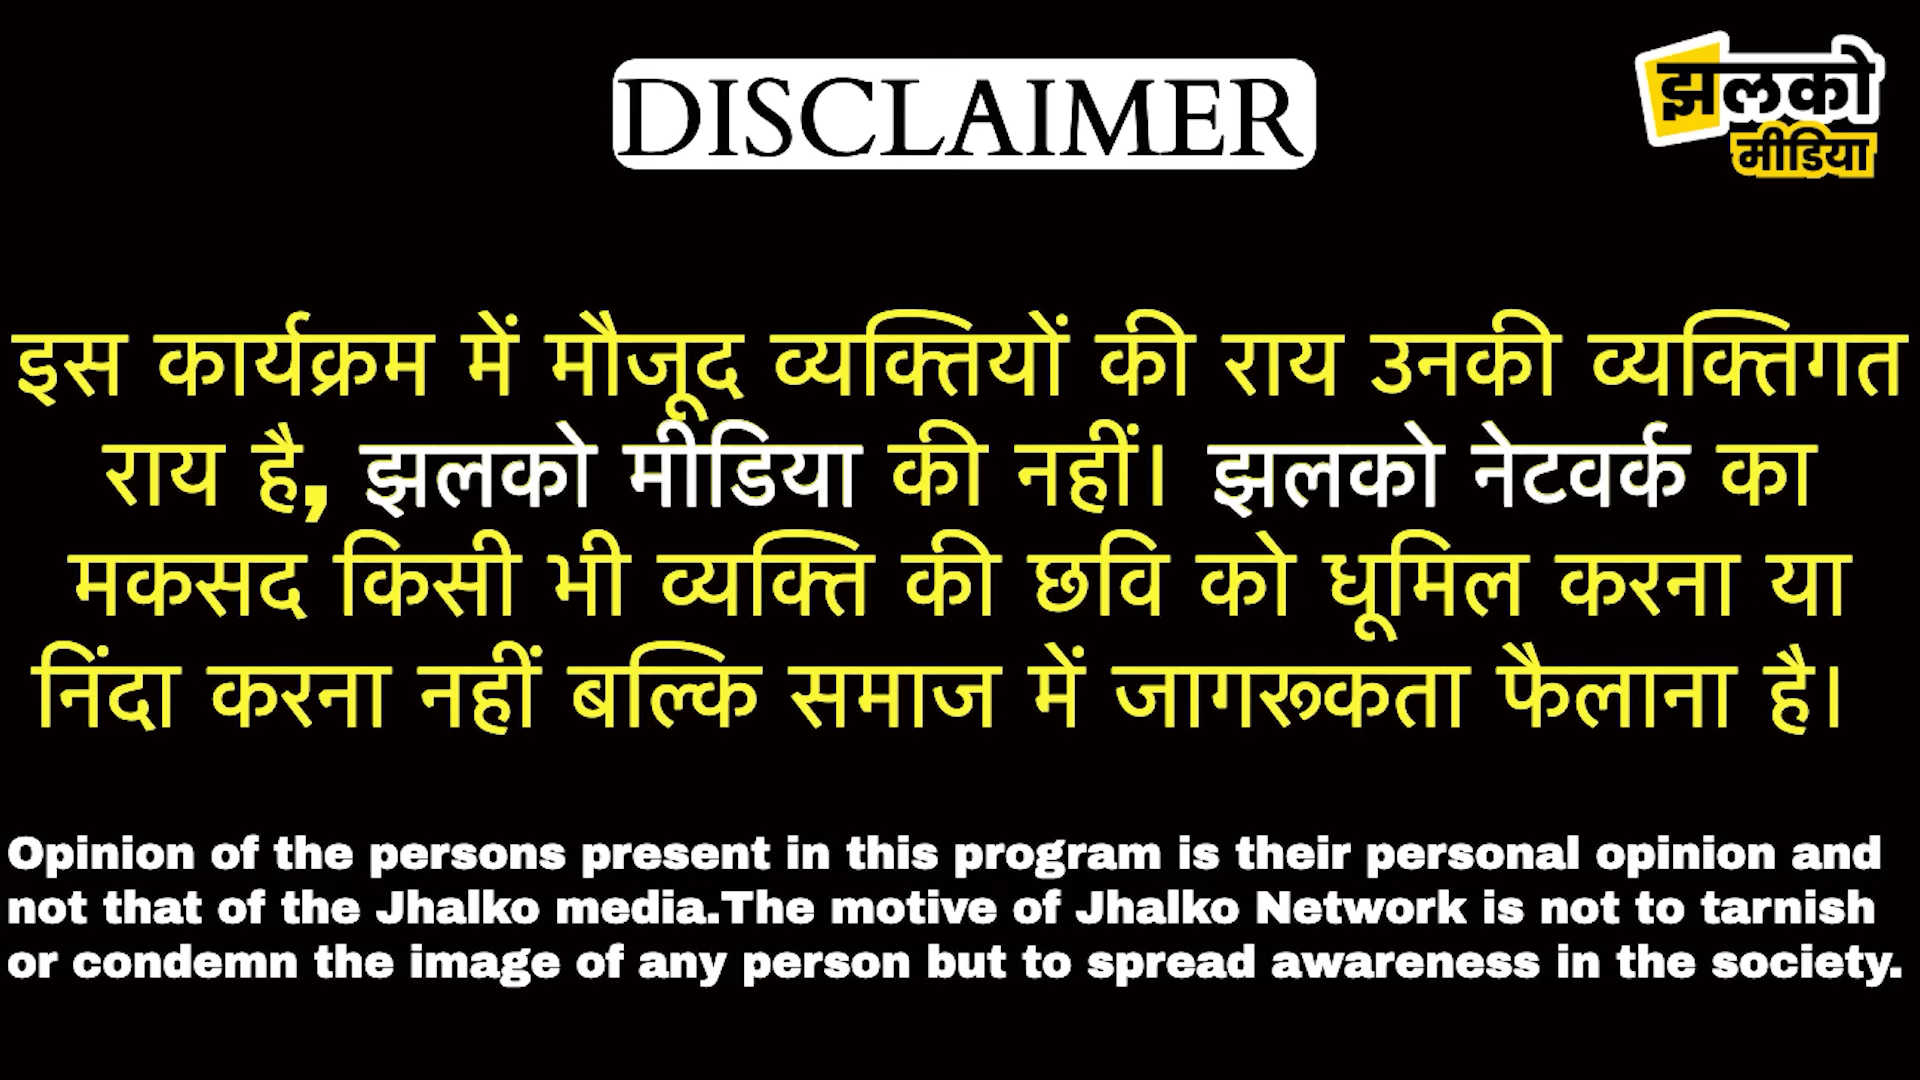 DISCLAIMER
झलको
मीडिया
इस कार्यक्रम में मौजूद व्यक्तियों की राय उनकी व्यक्तिगत
राय है, झलको मीडिया की नहीं। झलको नेटवर्क का
मकसद किसी भी व्यक्ति की छवि को धूमिल करना या
निंदा करना नहीं बल्कि समाज में जागरूकता फैलाना है।
Opinion of the persons present in this program is their personal opinion and
not that of the Jhalko media.The motive of Jhalko Network is not to tarnish
or condemn the image of any person but to spread awareness in the society.